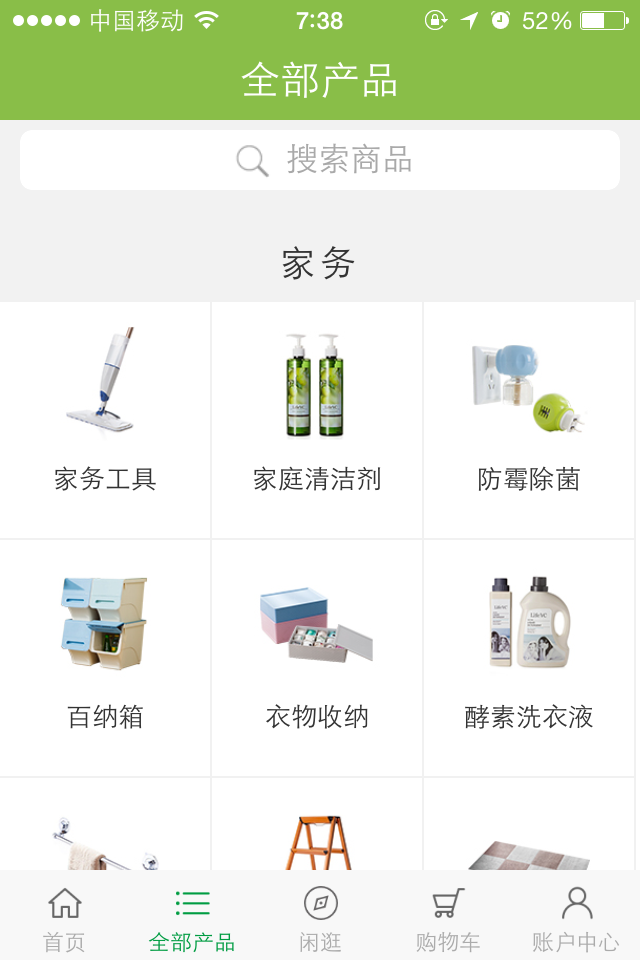 中国移动 7:38 52%
全部产品
搜索商品
家务
家务工具 家庭清洁剂 防霉除菌
百纳箱 衣物收纳 酵素洗衣液
首页 全部产品 闲逛 购物车 账户中心